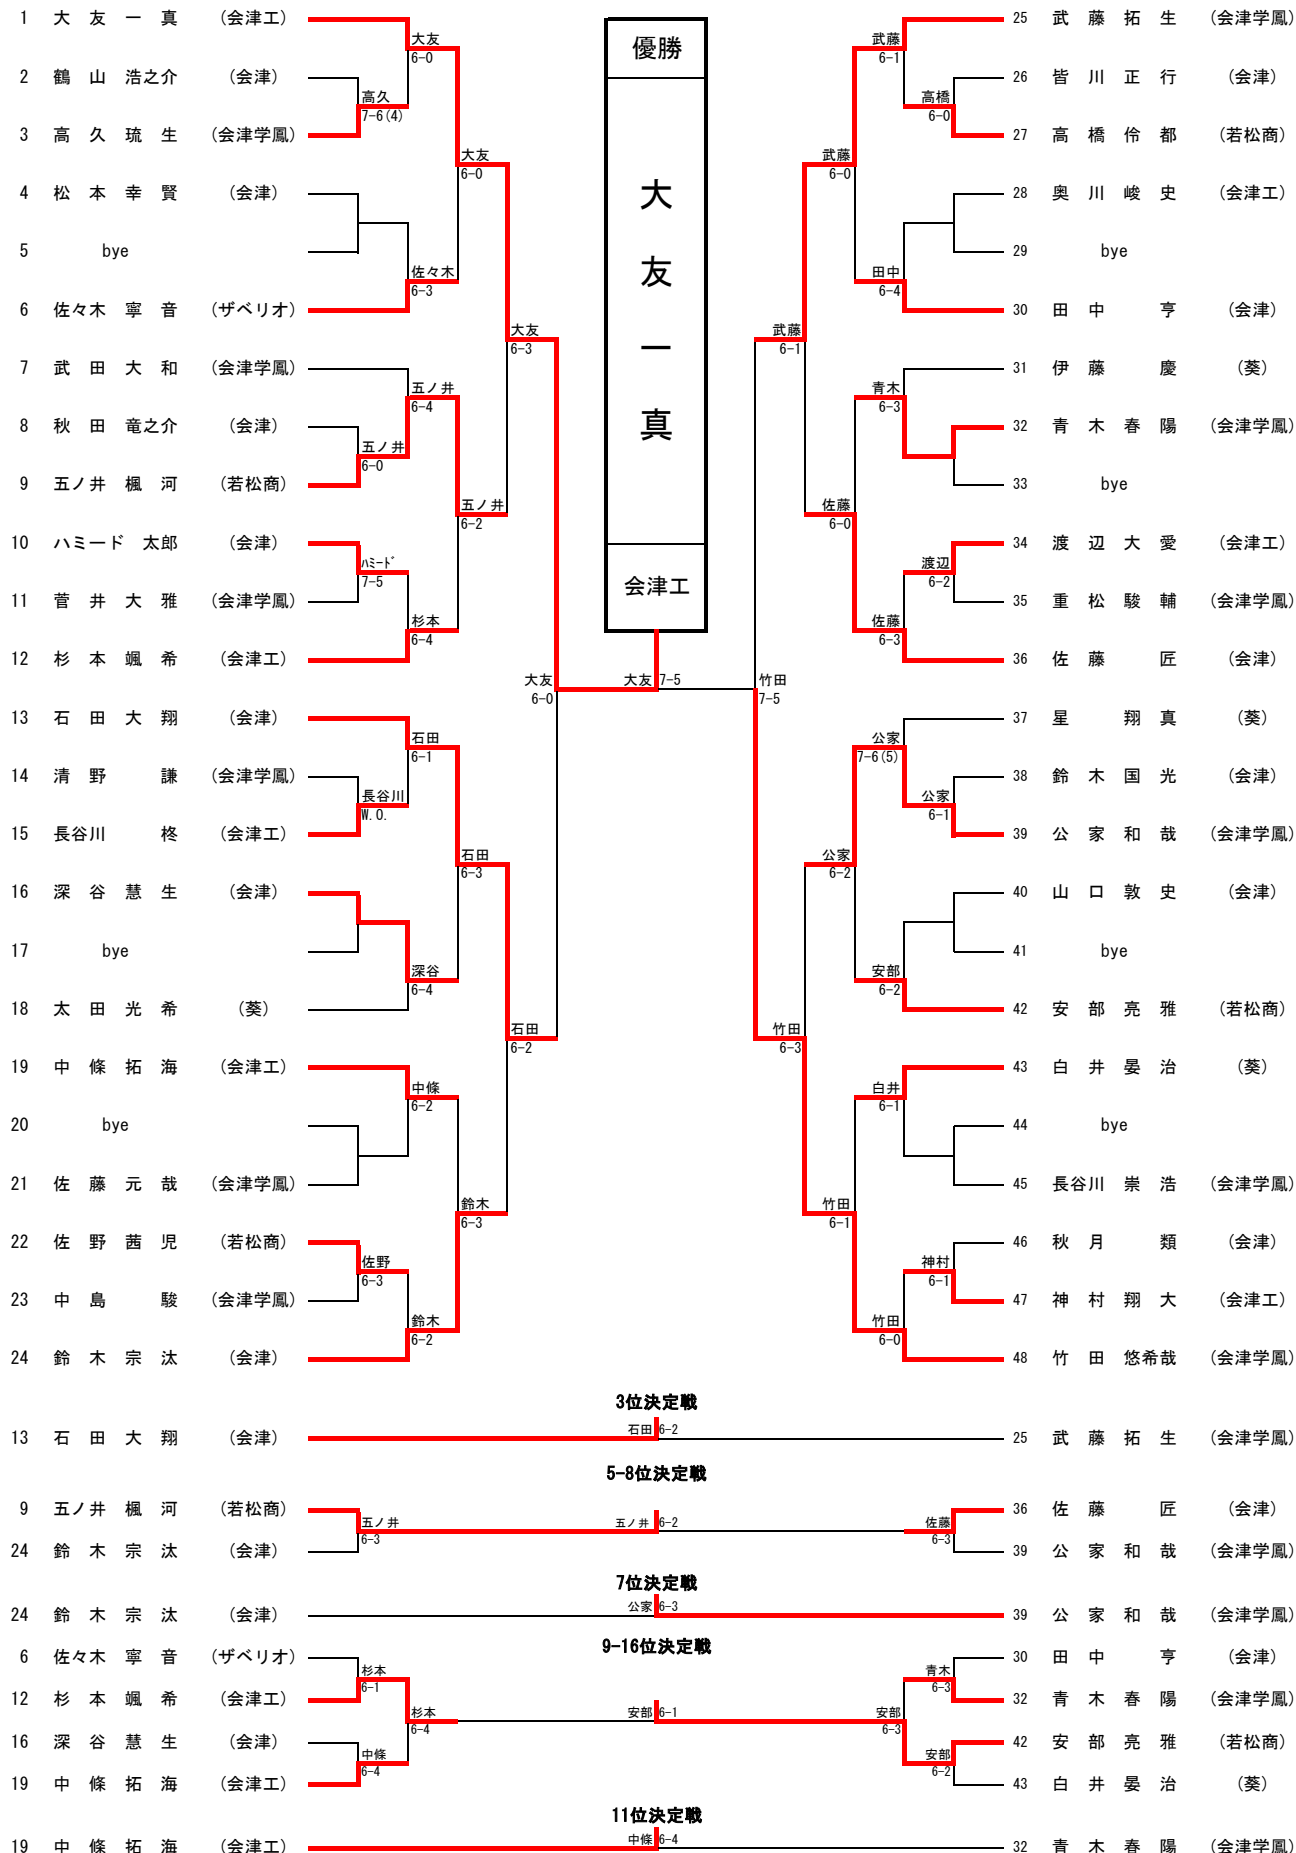 1 大 友 一 真 (会津工) 25 武 藤 拓 生 (会津学鳳)
優勝
大友 武藤
6-0 6-1
2 鶴 山 浩之介 (会津) 26 皆 川 正 行 (会津)
高久 高橋
7-6(4) 6-0
3 高 久 琉 生 (会津学鳳) 27 高 橋 伶 都 (若松商)
大友 武藤
6-0 6-0
4 松 本 幸 賢 (会津) 28 奥 川 峻 史 (会津工)
大友一真
5 bye 29 bye
佐々木 田中
6-3 6-4
6 佐々木 寧 音 (ザベリオ) 30 田 中 亨 (会津)
大友 武藤
6-3 6-1
7 武 田 大 和 (会津学鳳) 31 伊 藤 慶 (葵)
五ノ井 青木
6-4 6-3
8 秋 田 竜之介 (会津) 32 青 木 春 陽 (会津学鳳)
五ノ井
6-0
9 五ノ井 楓 河 (若松商) 33 bye
五ノ井 佐藤
6-2 6-0
10 ハミード 太郎 (会津) 34 渡 辺 大 愛 (会津工)
ハミード 渡辺
7-5 6-2
会津工
11 菅 井 大 雅 (会津学鳳) 35 重 松 駿 輔 (会津学鳳)
杉本 佐藤
6-4 6-3
12 杉 本 颯 希 (会津工) 36 佐 藤 匠 (会津)
大友 大友 7-5 竹田
6-0 7-5
13 石 田 大 翔 (会津) 37 星 翔 真 (葵)
石田 公家
6-1 7-6(5)
14 清 野 謙 (会津学鳳) 38 鈴 木 国 光 (会津)
長谷川 公家
W.O. 6-1
15 長谷川 柊 (会津工) 39 公 家 和 哉 (会津学鳳)
石田 公家
6-3 6-2
16 深 谷 慧 生 (会津) 40 山 口 敦 史 (会津)
17 bye 41 bye
深谷 安部
6-4 6-2
18 太 田 光 希 (葵) 42 安 部 亮 雅 (若松商)
石田 竹田
6-2 6-3
19 中 條 拓 海 (会津工) 43 白 井 晏 治 (葵)
中條 白井
6-2 6-1
20 bye 44 bye
21 佐 藤 元 哉 (会津学鳳) 45 長谷川 崇 浩 (会津学鳳)
鈴木 竹田
6-3 6-1
22 佐 野 茜 児 (若松商) 46 秋 月 類 (会津)
佐野 神村
6-3 6-1
23 中 島 駿 (会津学鳳) 47 神 村 翔 大 (会津工)
鈴木 竹田
6-2 6-0
24 鈴 木 宗 汰 (会津) 48 竹 田 悠希哉 (会津学鳳)
3位決定戦
石田 6-2
13 石 田 大 翔 (会津) 25 武 藤 拓 生 (会津学鳳)
5-8位決定戦
9 五ノ井 楓 河 (若松商) 36 佐 藤 匠 (会津)
五ノ井 五ノ井 6-2 佐藤
6-3 6-3
24 鈴 木 宗 汰 (会津) 39 公 家 和 哉 (会津学鳳)
7位決定戦
公家 6-3
24 鈴 木 宗 汰 (会津) 39 公 家 和 哉 (会津学鳳)
9-16位決定戦
6 佐々木 寧 音 (ザベリオ) 30 田 中 亨 (会津)
杉本 青木
6-1 6-3
12 杉 本 颯 希 (会津工) 32 青 木 春 陽 (会津学鳳)
杉本 安部 6-1 安部
6-4 6-3
16 深 谷 慧 生 (会津) 42 安 部 亮 雅 (若松商)
中條 安部
6-4 6-2
19 中 條 拓 海 (会津工) 43 白 井 晏 治 (葵)
11位決定戦
中條 6-4
19 中 條 拓 海 (会津工) 32 青 木 春 陽 (会津学鳳)